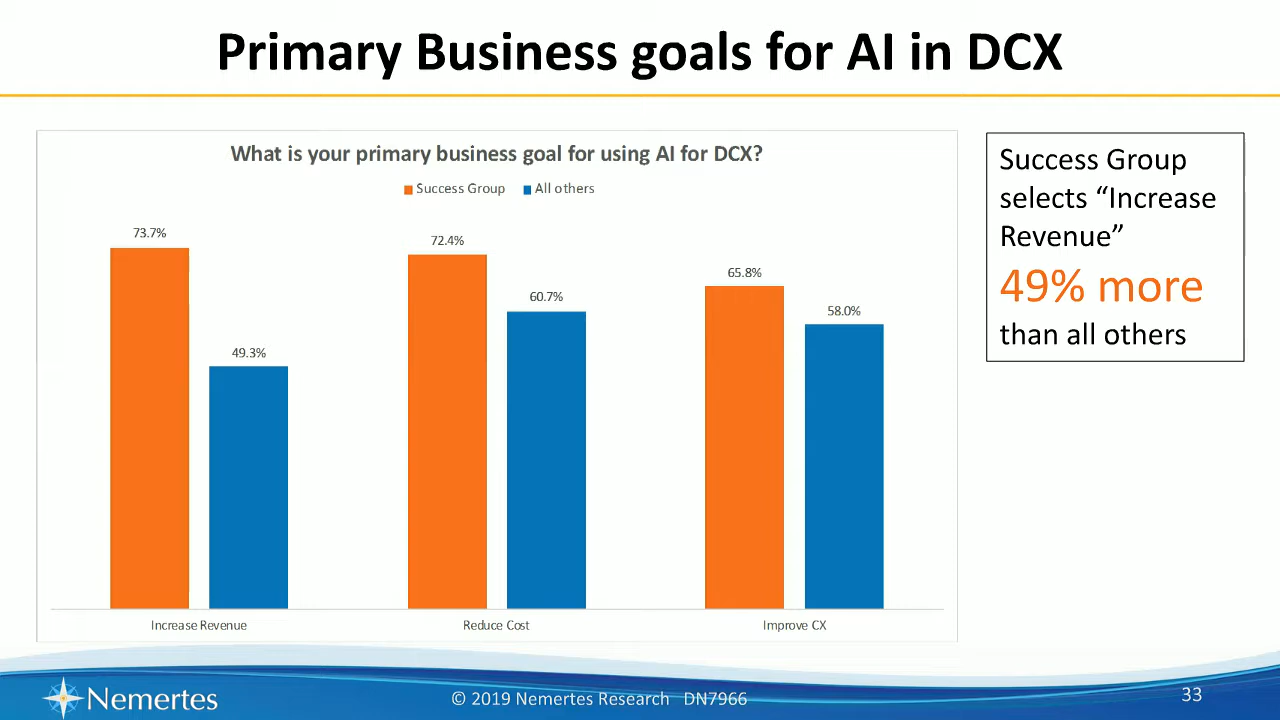 Primary Business goals for AI in DCX
What is your primary business goal for using AI for DCX?
Success Group All others
73.7%
49.3%
72.4%
60.7%
65.8%
58.0%
Increase Revenue
Reduce Cost
Improve CX
Success Group
selects “Increase
Revenue”
49% more
than all others
Nemertes
© 2019 Nemertes Research DN7966
33